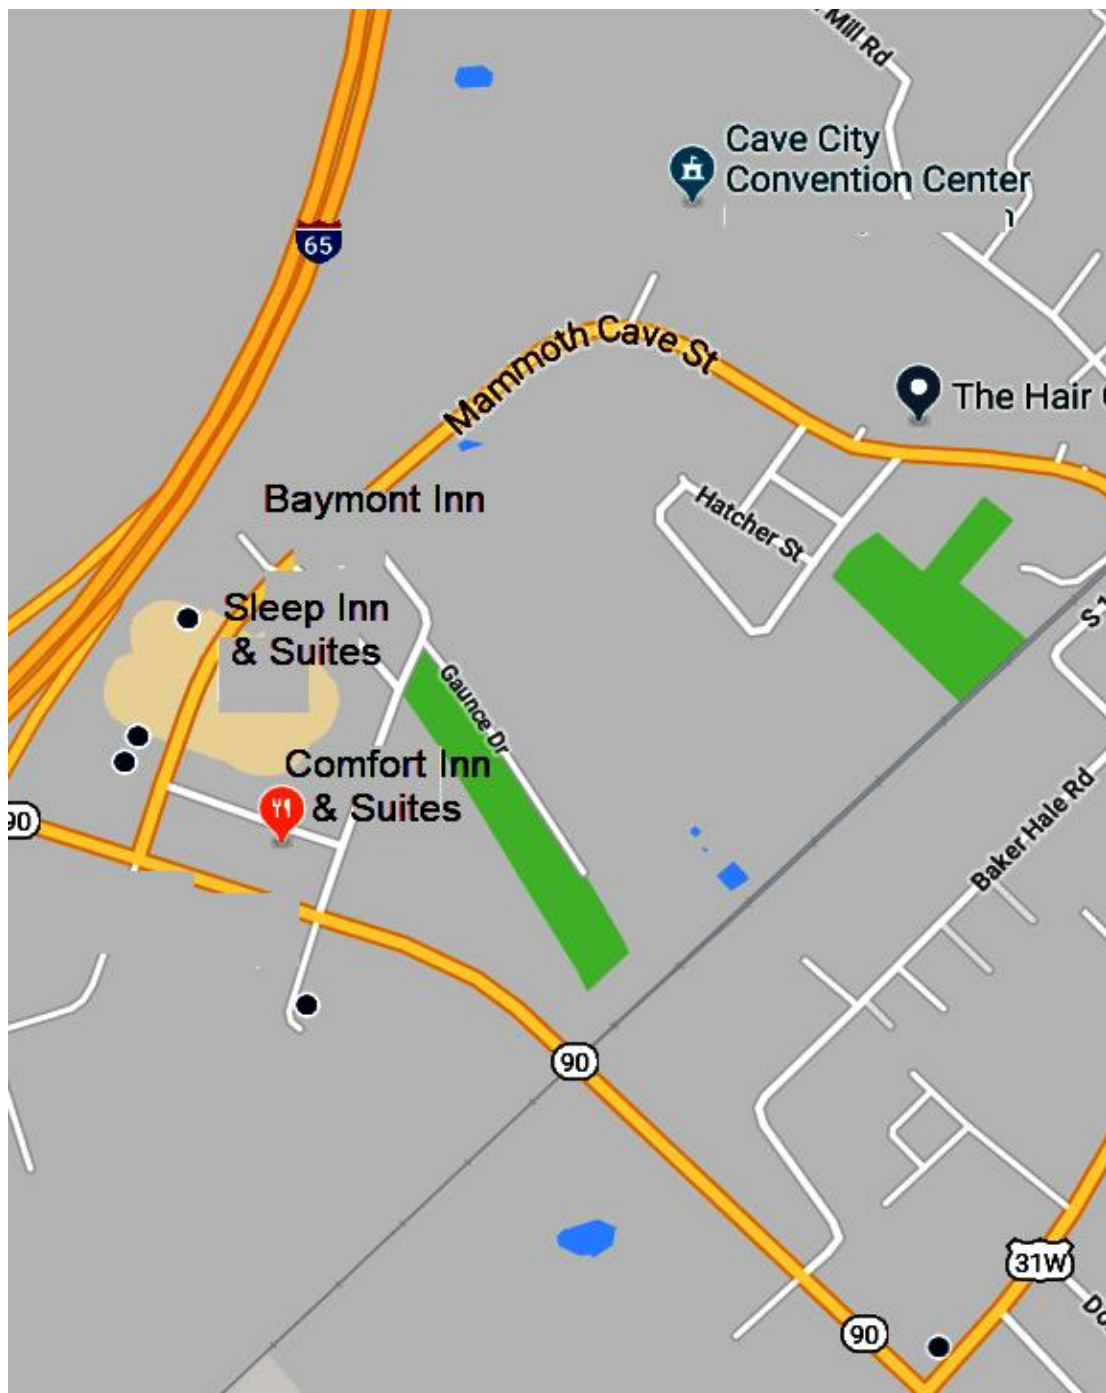 Mill Rd
Cave City
Convention Center
65
Mammoth Cave St
The Hair
Baymont Inn
Hatcher St
Sleep Inn
& Suites
S 1
Gaunce Dr
Comfort Inn
& Suites
90
Baker Hale Rd
90
31W
90